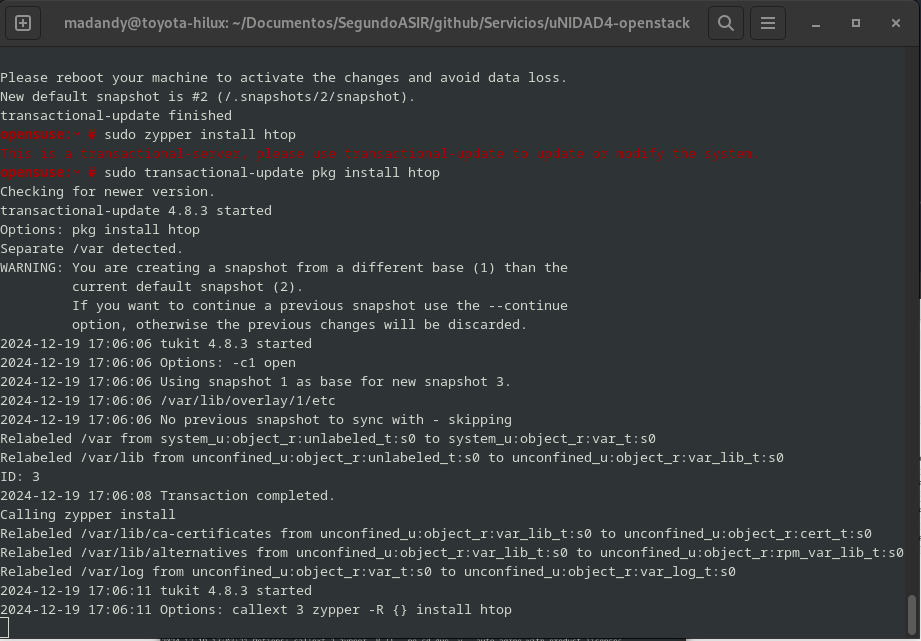 madandy@toyota-hilux: ~/Documentos/SegundoASIR/github/Servicios/uNIDAD4-openstack
Please reboot your machine to activate the changes and avoid data loss.
New default snapshot is #2 (/.snapshots/2/snapshot).
transactional-update finished
opensuse:~ # sudo zypper install htop
This is a transactional-server, please use transactional-update to update or modify the system.
opensuse:~ # sudo transactional-update pkg install htop
Checking for newer version.
transactional-update 4.8.3 started
Options: pkg install htop
Separate /var detected.
WARNING: You are creating a snapshot from a different base (1) than the
current default snapshot (2).
If you want to continue a previous snapshot use the --continue
option, otherwise the previous changes will be discarded.
2024-12-19 17:06:06 tukit 4.8.3 started
2024-12-19 17:06:06 Options: -c1 open
2024-12-19 17:06:06 Using snapshot 1 as base for new snapshot 3.
2024-12-19 17:06:06 /var/lib/overlay/1/etc
2024-12-19 17:06:06 No previous snapshot to sync with - skipping
Relabeled /var from system_u:object_r:unlabeled_t:s0 to system_u:object_r:var_t:s0
Relabeled /var/lib from unconfined_u:object_r:unlabeled_t:s0 to unconfined_u:object_r:var_lib_t:s0
ID: 3
2024-12-19 17:06:08 Transaction completed.
Calling zypper install
Relabeled /var/lib/ca-certificates from unconfined_u:object_r:var_lib_t:s0 to unconfined_u:object_r:cert_t:s0
Relabeled /var/lib/alternatives from unconfined_u:object_r:var_lib_t:s0 to unconfined_u:object_r:rpm_var_lib_t:s0
Relabeled /var/log from unconfined_u:object_r:var_t:s0 to unconfined_u:object_r:var_log_t:s0
2024-12-19 17:06:11 tukit 4.8.3 started
2024-12-19 17:06:11 Options: callext 3 zypper -R {} install htop